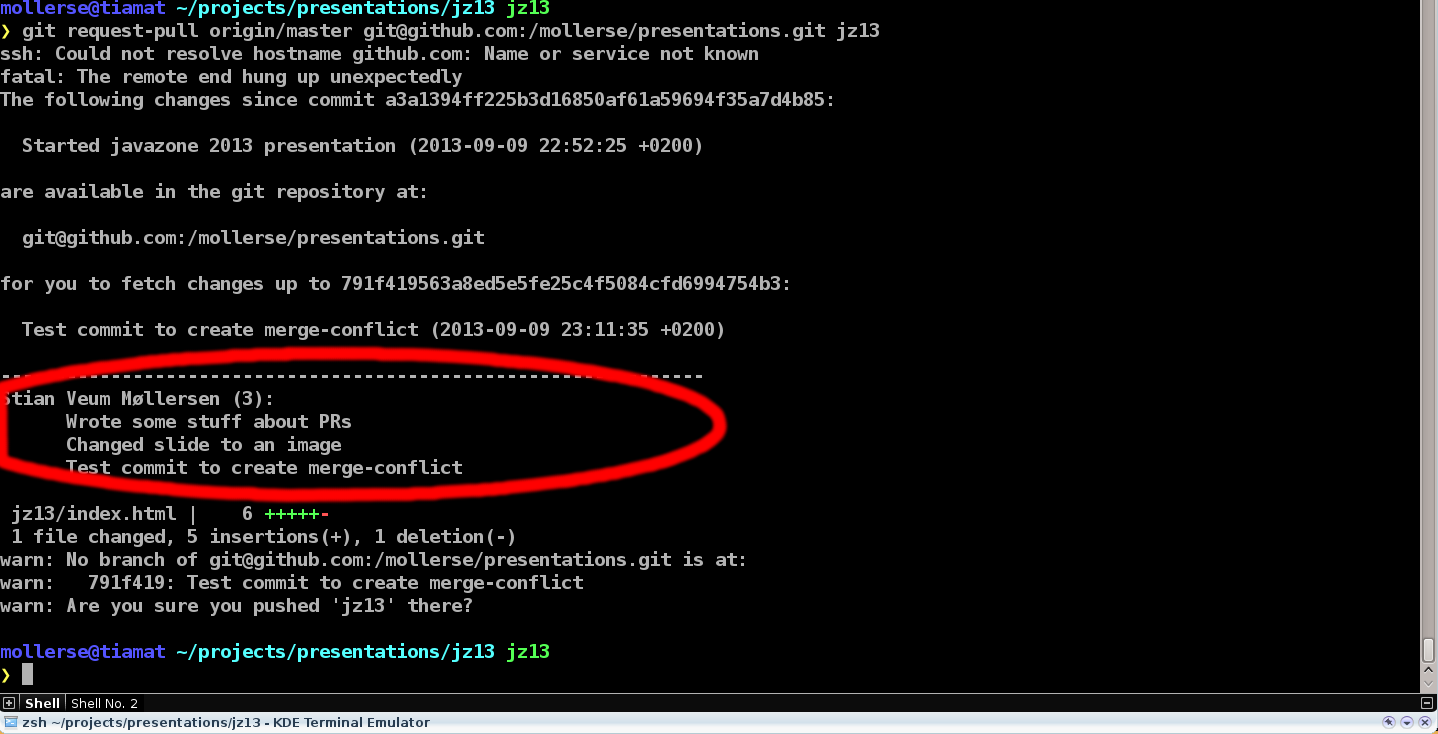 mollerse@tiamat ~/projects/presentations/jz13 jz13
❯ git request-pull origin/master git@github.com:/mollerse/presentations.git jz13
ssh: Could not resolve hostname github.com: Name or service not known
fatal: The remote end hung up unexpectedly
The following changes since commit a3a1394ff225b3d16850af61a59694f35a7d4b85:
Started javazone 2013 presentation (2013-09-09 22:52:25 +0200)
are available in the git repository at:
git@github.com:/mollerse/presentations.git
for you to fetch changes up to 791f419563a8ed5e5fe25c4f5084cfd6994754b3:
Test commit to create merge-conflict (2013-09-09 23:11:35 +0200)
----------------------------------------------------------------
Stian Veum Møllersen (3):
Wrote some stuff about PRs
Changed slide to an image
Test commit to create merge-conflict
jz13/index.html |    6 +++++-
1 file changed, 5 insertions(+), 1 deletion(-)
warn: No branch of git@github.com:/mollerse/presentations.git is at:
warn:   791f419: Test commit to create merge-conflict
warn: Are you sure you pushed 'jz13' there?
mollerse@tiamat ~/projects/presentations/jz13 jz13
❯
Shell Shell No. 2
zsh ~/projects/presentations/jz13 - KDE Terminal Emulator